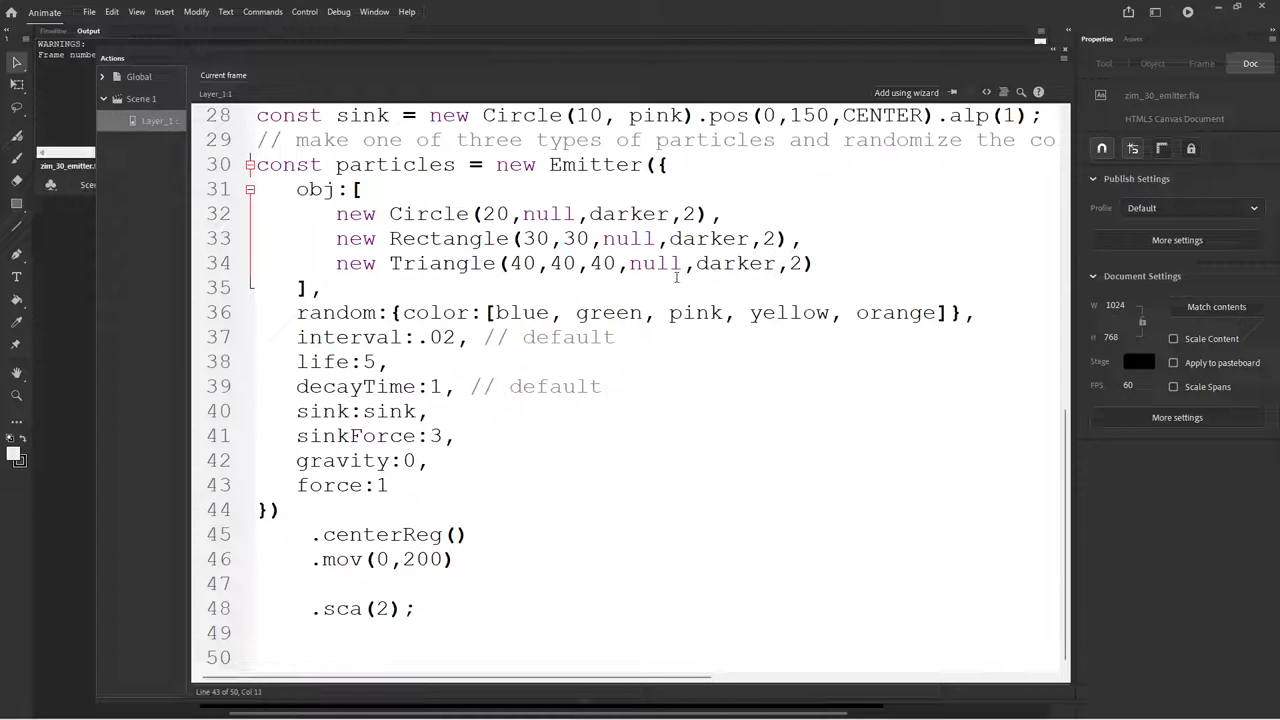 Animate File Edit View Insert Modify Text Commands Control Debug Window Help
Timeline Output
WARNINGS:
Frame numbe
Actions
Global
Scene 1
Layer_1:
zim_30_emitter.
Sce
Current frame
Layer_1:1
Add using wizard
28 const sink = new Circle(10, pink).pos(0,150,CENTER).alp(1);
29 // make one of three types of particles and randomize the co
30 const particles = new Emitter({
31 obj:[
32 new Circle(20,null,darker,2),
33 new Rectangle(30,30,null,darker,2),
34 new Triangle(40,40,40,null,darker,2)
35 ],
36 random:{color:[blue, green, pink, yellow, orange]},
37 interval:.02, // default
38 life:5,
39 decayTime:1, // default
40 sink:sink,
41 sinkForce:3,
42 gravity:0,
43 force:1
44 })
45 .centerReg()
46 .mov(0,200)
47
48 .sca(2);
49
50
Line 43 of 50, Col 11
Properties Assets
Tool Object Frame Doc
zim_30_emitter.fla
HTML5 Canvas Document
Publish Settings
Profile Default
More settings
Document Settings
W 1024
Match contents
H 768
Scale Content
Stage
Apply to pasteboard
FPS 60
Scale Spans
More settings